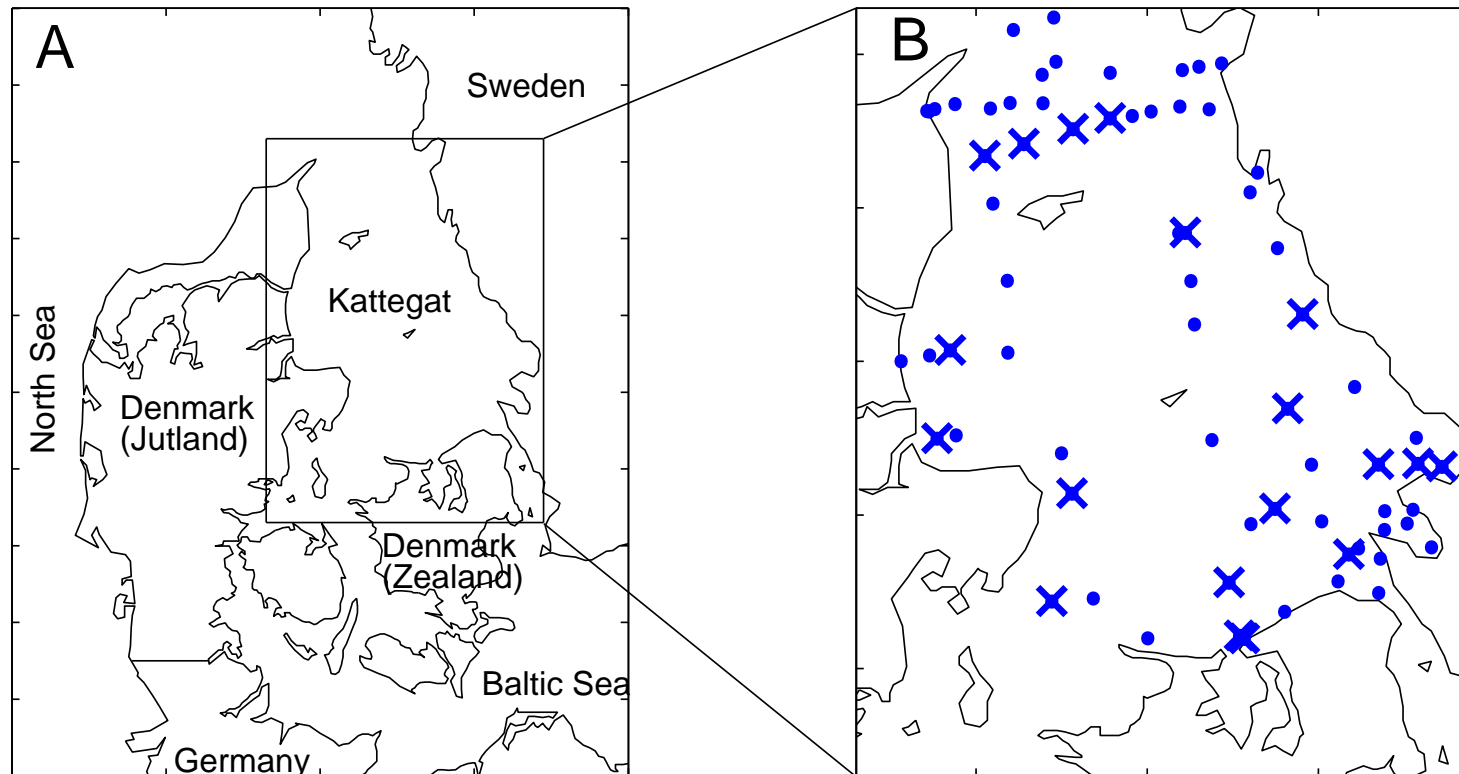 A
Sweden
Kattegat
North Sea
Denmark
(Jutland)
Denmark
(Zealand)
Baltic Sea
Germany
B